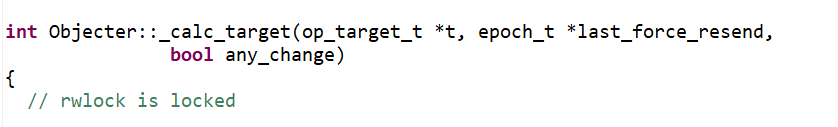 int Objecter::_calc_target(op_target_t *t, epoch_t *last_force_resend,
bool any_change)
{
// rwlock is locked